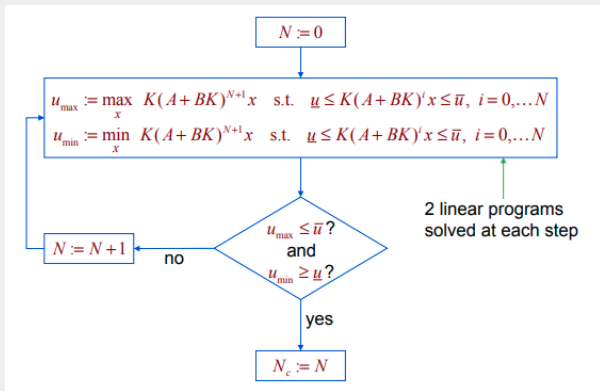 N := 0
u_max := max_x K(A+BK)^{N+1}x s.t. u̲ ≤ K(A+BK)^i x ≤ u̅, i = 0,…N
u_min := min_x K(A+BK)^{N+1}x s.t. u̲ ≤ K(A+BK)^i x ≤ u̅, i = 0,…N
2 linear programs
solved at each step
u_max ≤ u̅ ?
and
u_min ≥ u̲ ?
N := N+1
no
yes
N_c := N